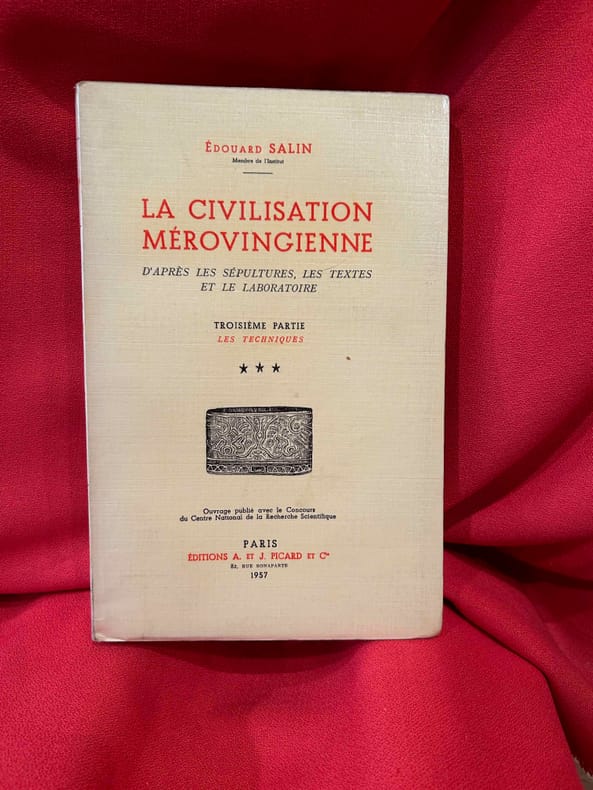 ÉDOUARD SALIN
Membre de l'Institut
LA CIVILISATION
MÉROVINGIENNE
D'APRÈS LES SÉPULTURES, LES TEXTES
ET LE LABORATOIRE
TROISIÈME PARTIE
LES TECHNIQUES
★ ★ ★
Ouvrage publié avec le Concours
du Centre National de la Recherche Scientifique
PARIS
ÉDITIONS A. ET J. PICARD ET Cie
82, RUE BONAPARTE
1957